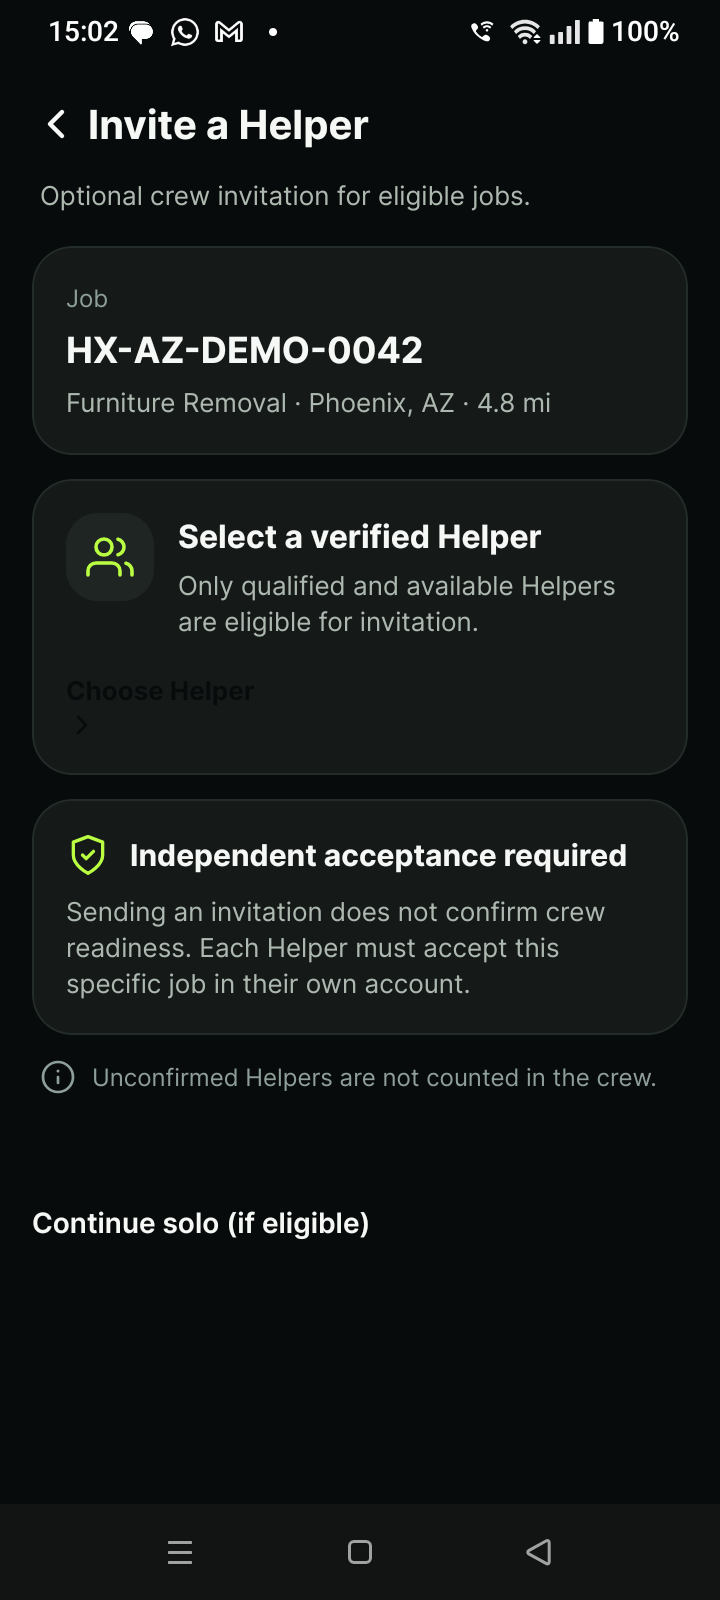 15:02
100%
Invite a Helper
Optional crew invitation for eligible jobs.
Job
HX-AZ-DEMO-0042
Furniture Removal · Phoenix, AZ · 4.8 mi
Select a verified Helper
Only qualified and available Helpers
are eligible for invitation.
Choose Helper
Independent acceptance required
Sending an invitation does not confirm crew
readiness. Each Helper must accept this
specific job in their own account.
Unconfirmed Helpers are not counted in the crew.
Continue solo (if eligible)